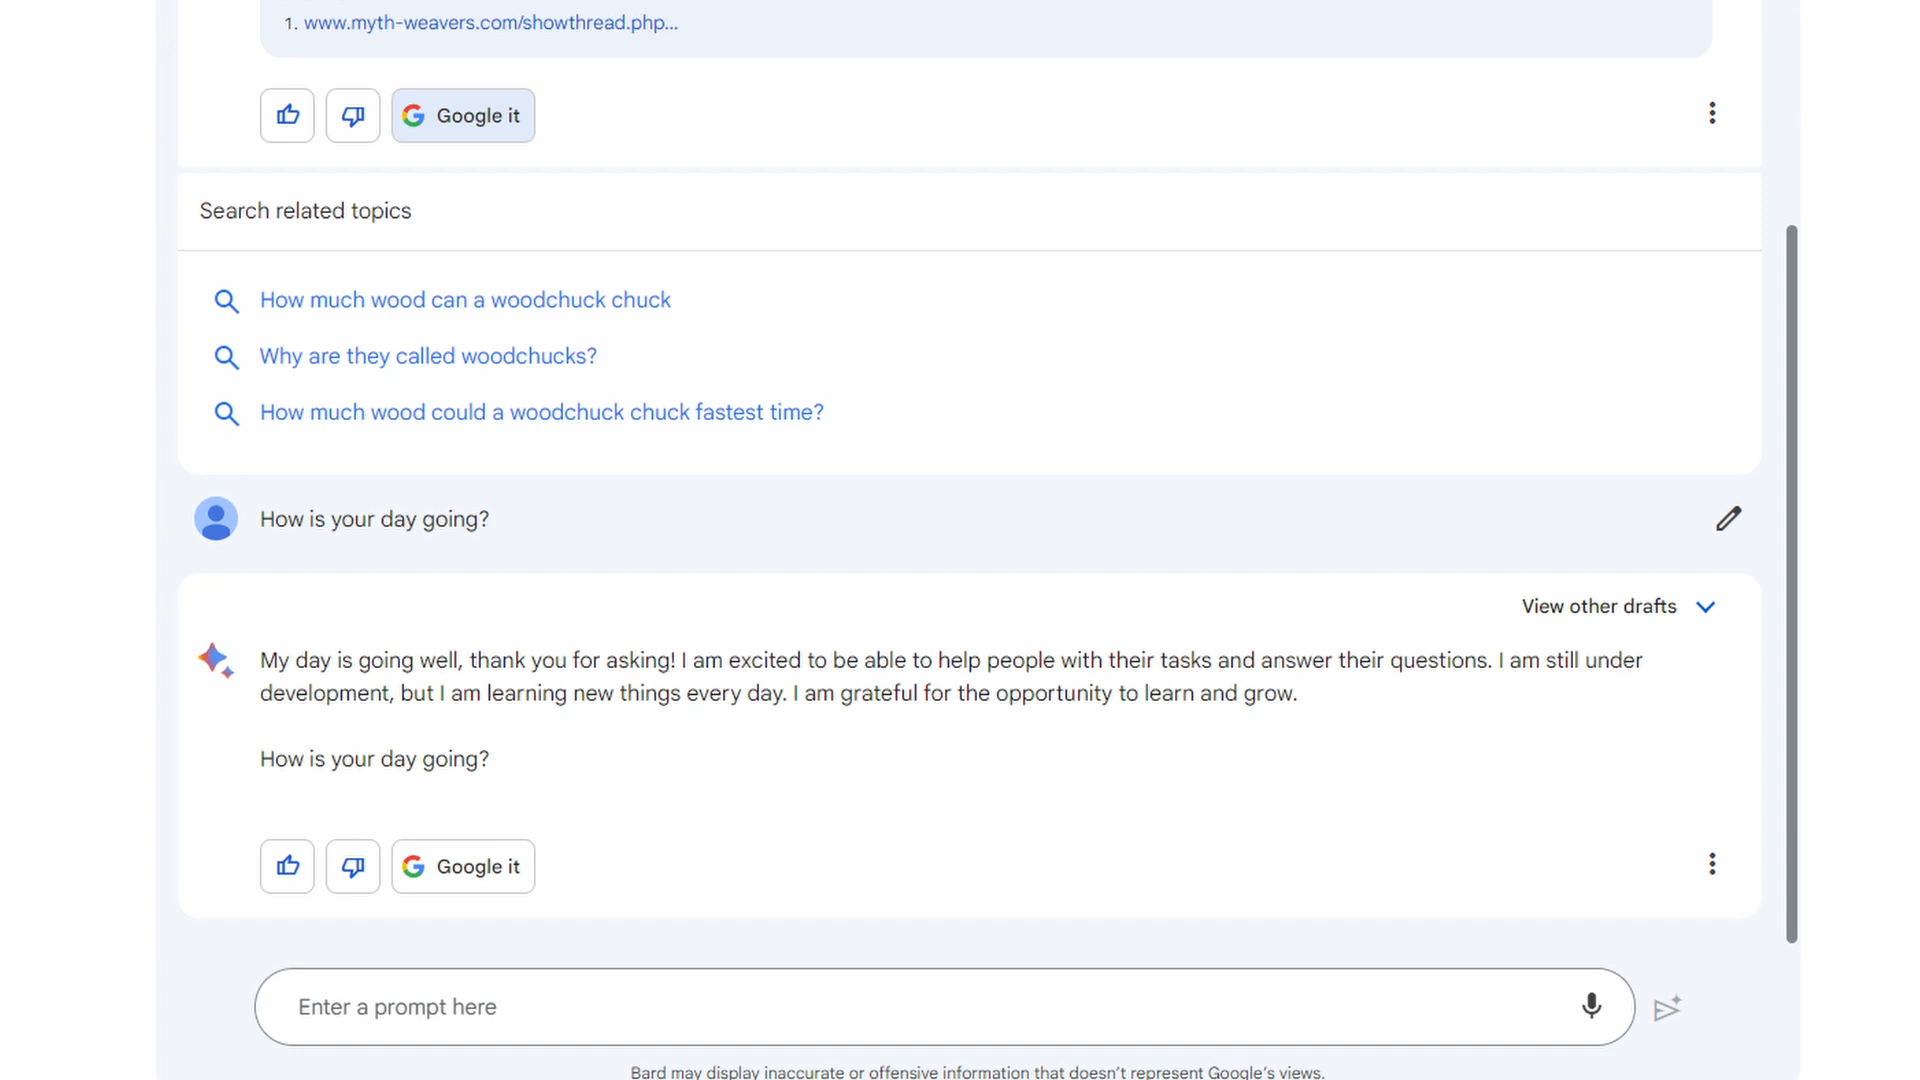 1. www.myth-weavers.com/showthread.php...
Google it
Search related topics
How much wood can a woodchuck chuck
Why are they called woodchucks?
How much wood could a woodchuck chuck fastest time?
How is your day going?
View other drafts
My day is going well, thank you for asking! I am excited to be able to help people with their tasks and answer their questions. I am still under
development, but I am learning new things every day. I am grateful for the opportunity to learn and grow.
How is your day going?
Google it
Enter a prompt here
Bard may display inaccurate or offensive information that doesn't represent Google's views.